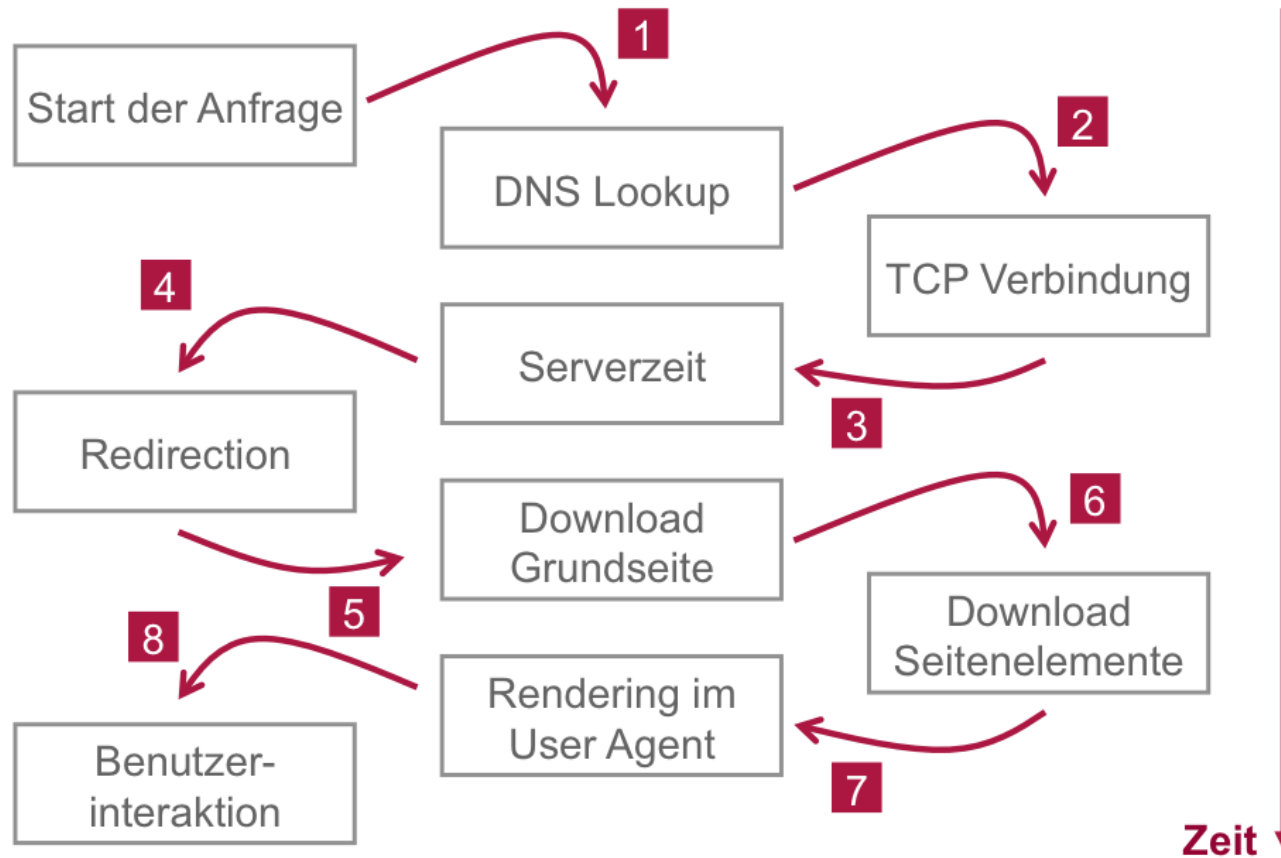 1
Start der Anfrage
2
DNS Lookup
TCP Verbindung
4
Serverzeit
3
Redirection
6
Download
Grundseite
5
Download
Seitenelemente
8
Rendering im
User Agent
7
Benutzer-
interaktion
Zeit